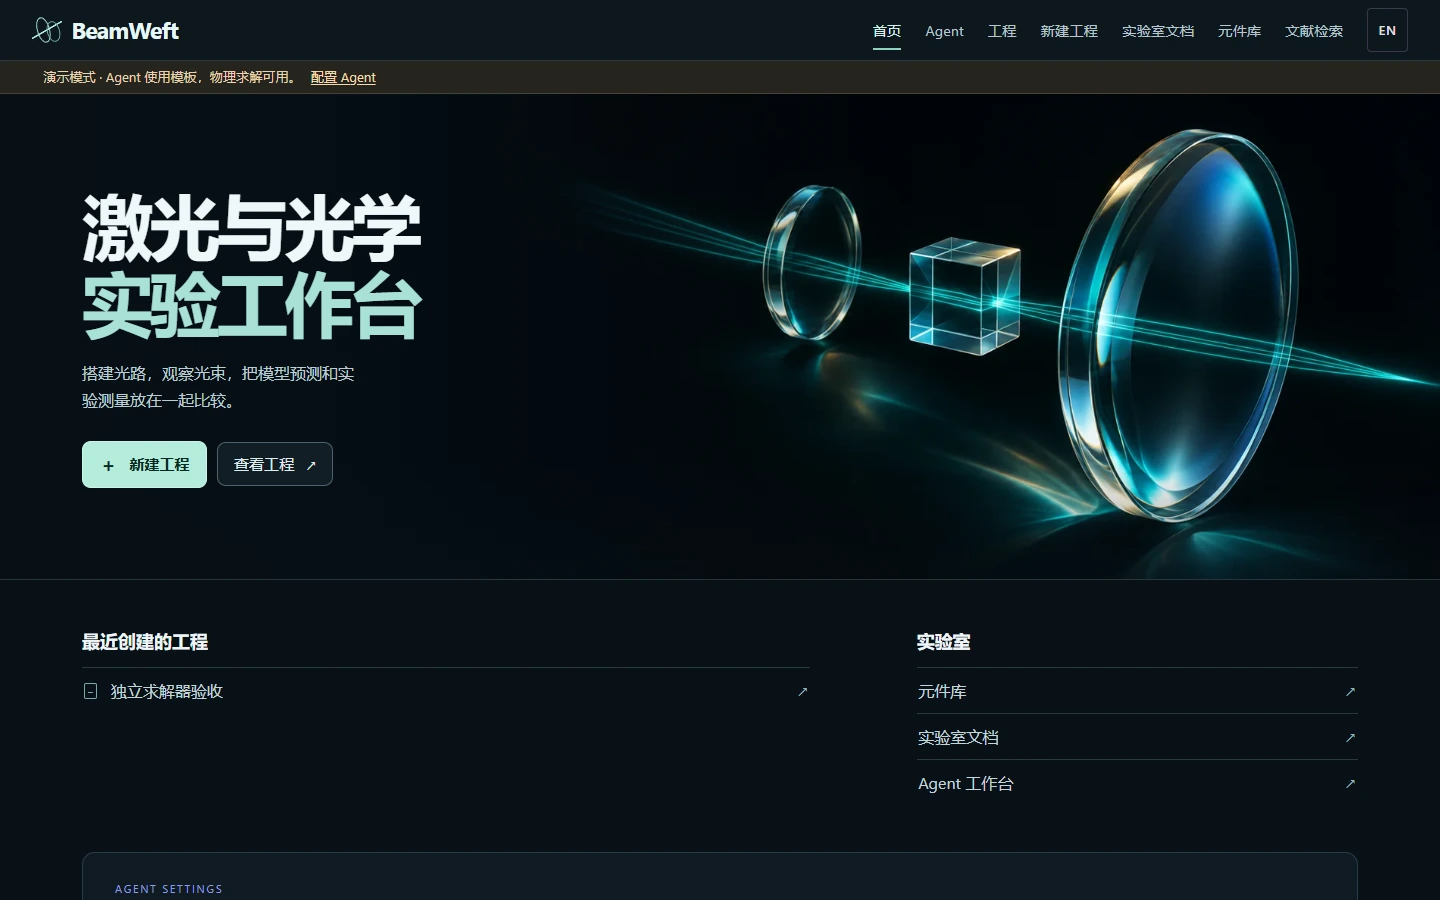 BeamWeft
首页 Agent 工程 新建工程 实验室文档 元件库 文献检索 EN
演示模式 · Agent 使用模板，物理求解可用。 配置 Agent
激光与光学
实验工作台
搭建光路，观察光束，把模型预测和实
验测量放在一起比较。
+ 新建工程 查看工程 ↗
最近创建的工程
独立求解器验收 ↗
实验室
元件库 ↗
实验室文档 ↗
Agent 工作台 ↗
AGENT SETTINGS